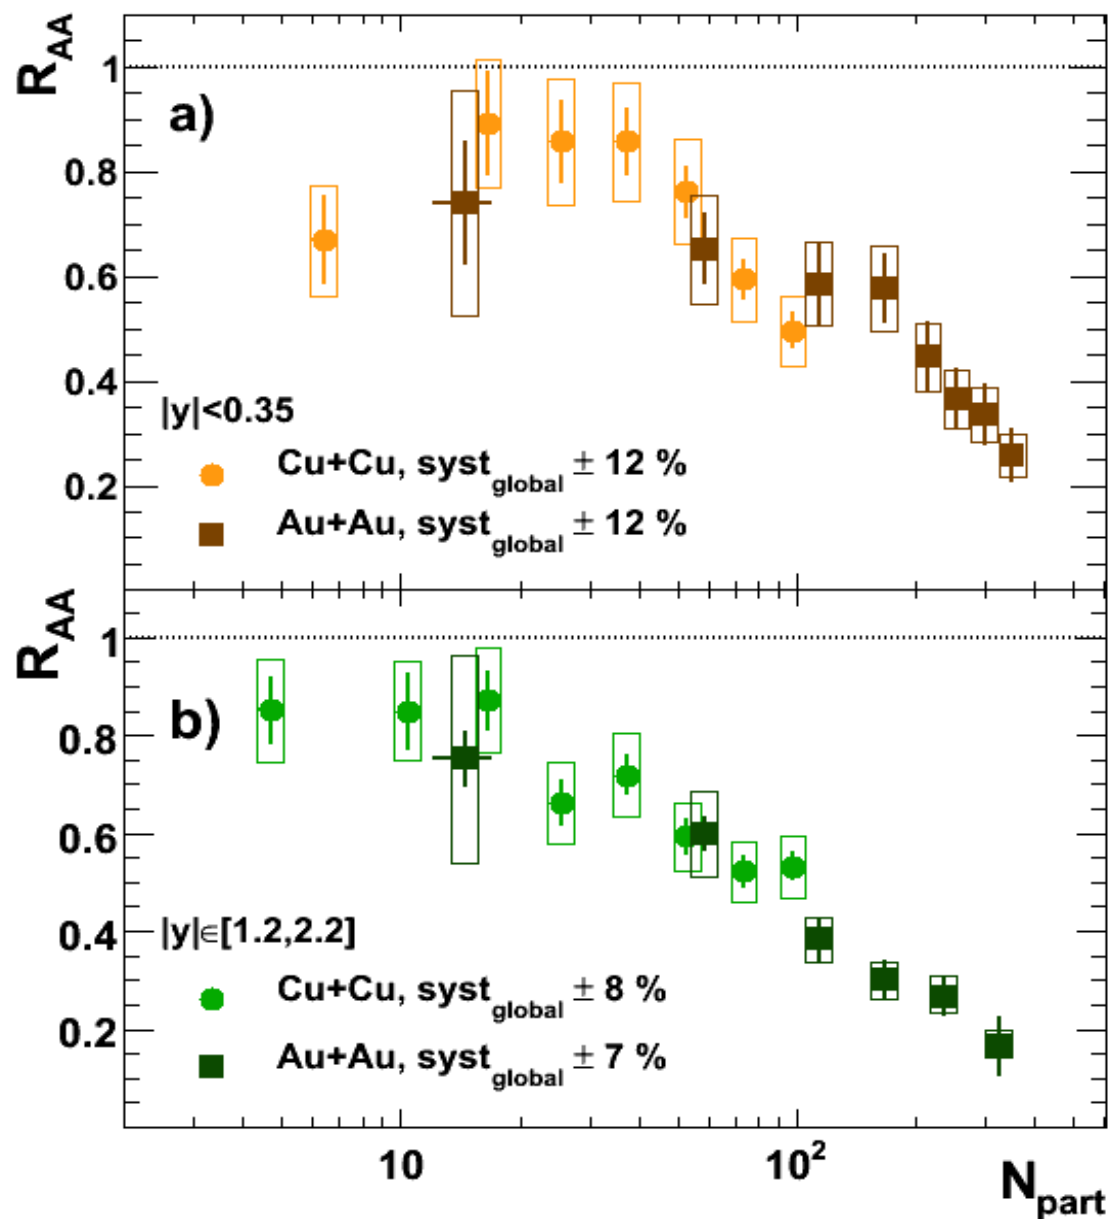 R_AA
1
a)
0.8
0.6
0.4
|y|<0.35
Cu+Cu, syst_global ± 12 %
0.2
Au+Au, syst_global ± 12 %
R_AA
1
b)
0.8
0.6
0.4
|y|∈[1.2,2.2]
Cu+Cu, syst_global ± 8 %
0.2
Au+Au, syst_global ± 7 %
10
10²
N_part